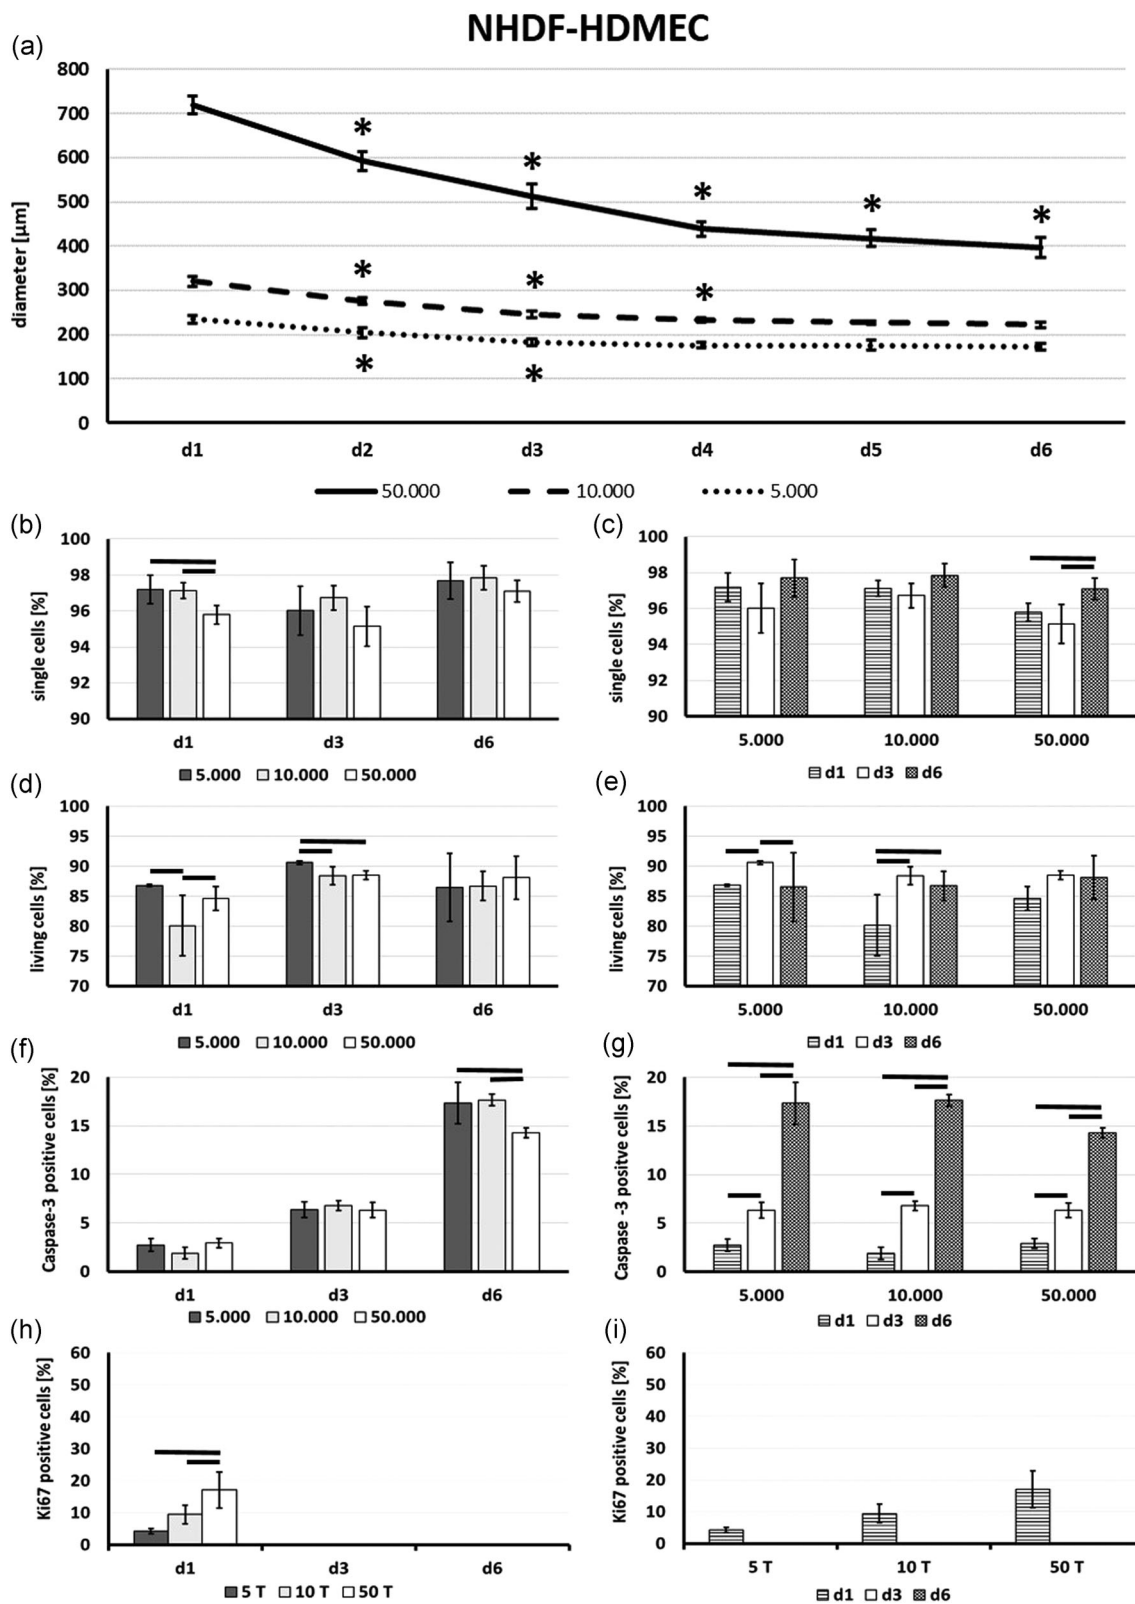 NHDF-HDMEC
(a)
800
700
600
500
400
300
200
100
0
diameter [µm]
* * * * *
* * *
* *
d1 d2 d3 d4 d5 d6
50.000 10.000 5.000
(b)
100
98
96
94
92
90
single cells [%]
d1 d3 d6
5.000 10.000 50.000
(c)
100
98
96
94
92
90
single cells [%]
5.000 10.000 50.000
d1 d3 d6
(d)
100
95
90
85
80
75
70
living cells [%]
d1 d3 d6
5.000 10.000 50.000
(e)
100
95
90
85
80
75
70
living cells [%]
5.000 10.000 50.000
d1 d3 d6
(f)
20
15
10
5
0
Caspase-3 positive cells [%]
d1 d3 d6
5.000 10.000 50.000
(g)
20
15
10
5
0
Caspase -3 positve cells [%]
5.000 10.000 50.000
d1 d3 d6
(h)
60
50
40
30
20
10
0
Ki67 positive cells [%]
d1 d3 d6
5 T 10 T 50 T
(i)
60
50
40
30
20
10
0
Ki67 positive cells [%]
5 T 10 T 50 T
d1 d3 d6